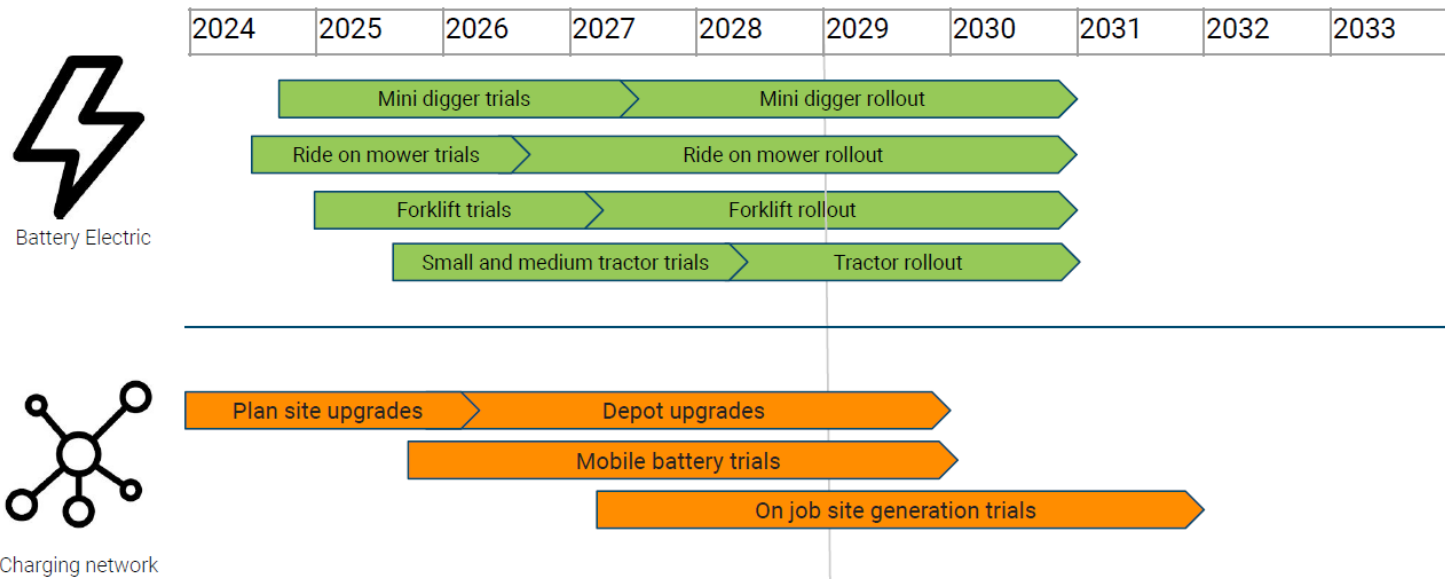 2024 2025 2026 2027 2028 2029 2030 2031 2032 2033
Mini digger trials Mini digger rollout
Ride on mower trials Ride on mower rollout
Forklift trials Forklift rollout
Battery Electric
Small and medium tractor trials Tractor rollout
Plan site upgrades Depot upgrades
Mobile battery trials
On job site generation trials
Charging network